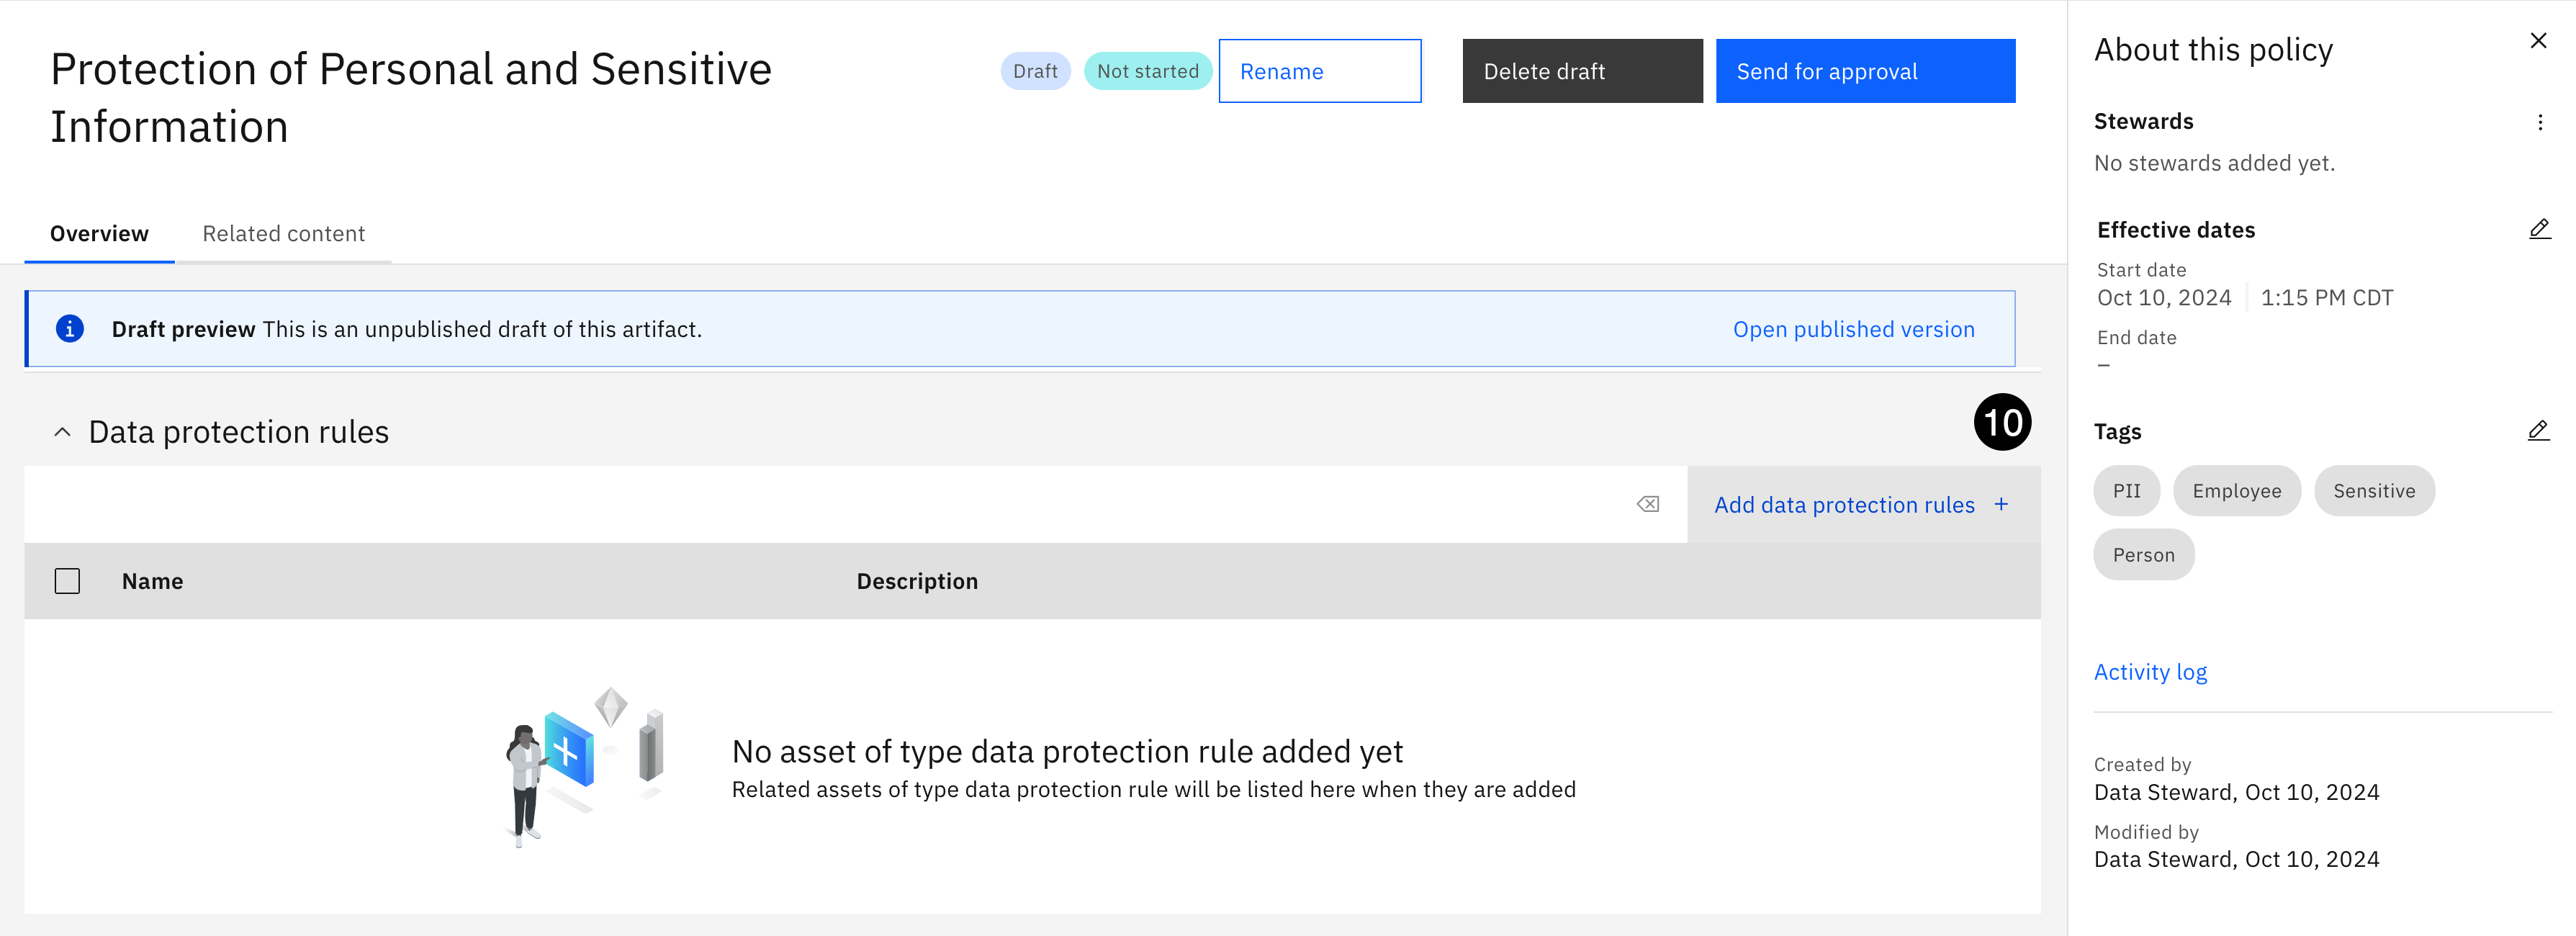 Protection of Personal and Sensitive
Information
Draft
Not started
Rename
Delete draft
Send for approval
Overview
Related content
Draft preview This is an unpublished draft of this artifact.
Open published version
Data protection rules
10
Add data protection rules +
Name
Description
No asset of type data protection rule added yet
Related assets of type data protection rule will be listed here when they are added
About this policy
Stewards
No stewards added yet.
Effective dates
Start date
Oct 10, 2024 1:15 PM CDT
End date
–
Tags
PII
Employee
Sensitive
Person
Activity log
Created by
Data Steward, Oct 10, 2024
Modified by
Data Steward, Oct 10, 2024